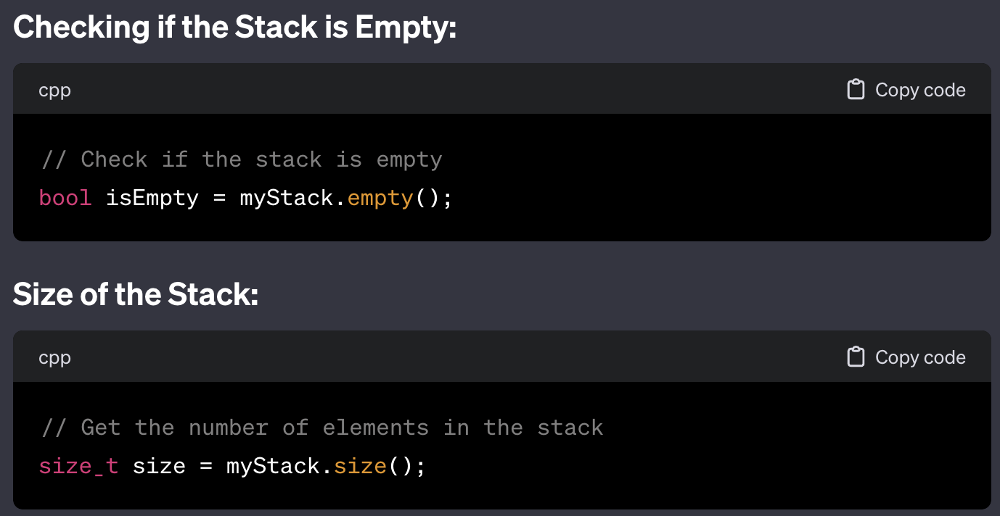 Checking if the Stack is Empty:
cpp
Copy code
// Check if the stack is empty
bool isEmpty = myStack.empty();
Size of the Stack:
cpp
Copy code
// Get the number of elements in the stack
size_t size = myStack.size();